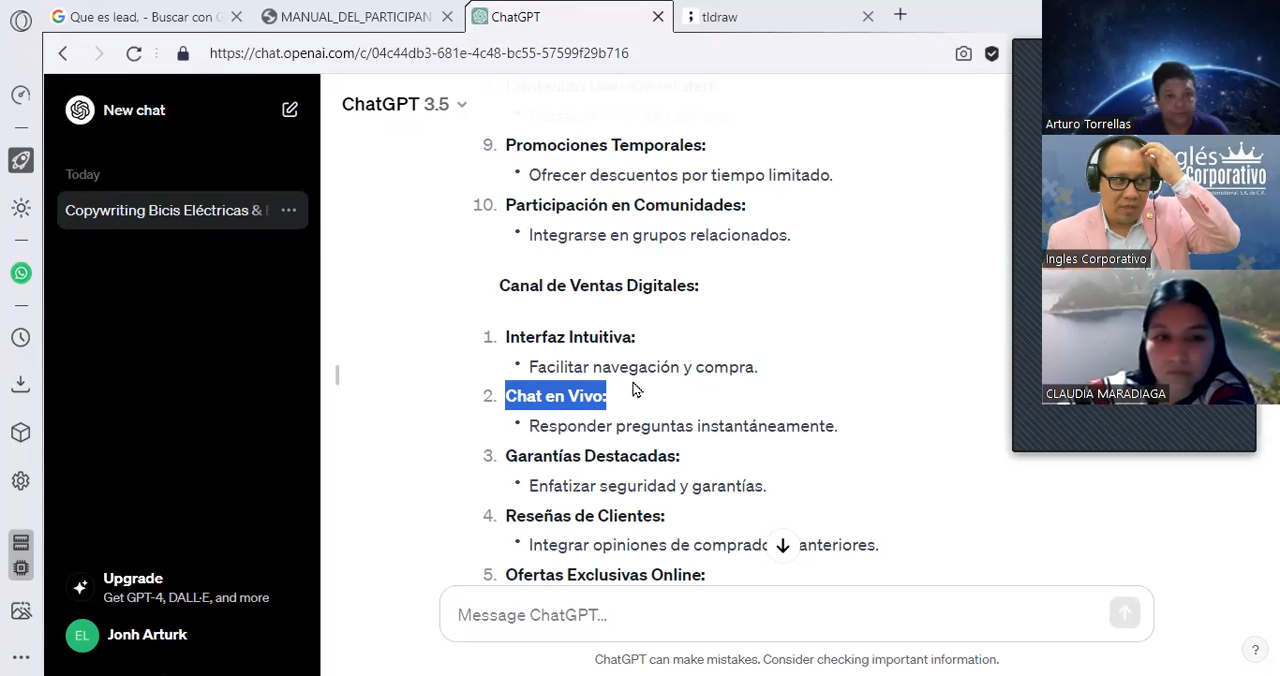 Que es lead, - Buscar con G
MANUAL_DEL_PARTICIPAN
ChatGPT
tldraw
https://chat.openai.com/c/04c44db3-681e-4c48-bc55-57599f29b716
New chat
Today
Copywriting Bicis Eléctricas &
Upgrade
Get GPT-4, DALL·E, and more
EL
Jonh Arturk
ChatGPT 3.5
9. Promociones Temporales:
• Ofrecer descuentos por tiempo limitado.
10. Participación en Comunidades:
• Integrarse en grupos relacionados.
Canal de Ventas Digitales:
1. Interfaz Intuitiva:
• Facilitar navegación y compra.
2. Chat en Vivo:
• Responder preguntas instantáneamente.
3. Garantías Destacadas:
• Enfatizar seguridad y garantías.
4. Reseñas de Clientes:
• Integrar opiniones de comprado anteriores.
5. Ofertas Exclusivas Online:
Message ChatGPT...
ChatGPT can make mistakes. Consider checking important information.
?
Arturo Torrellas
glés
Corporativo
International, S.A. de C.V.
Ingles Corporativo
CLAUDIA MARADIAGA